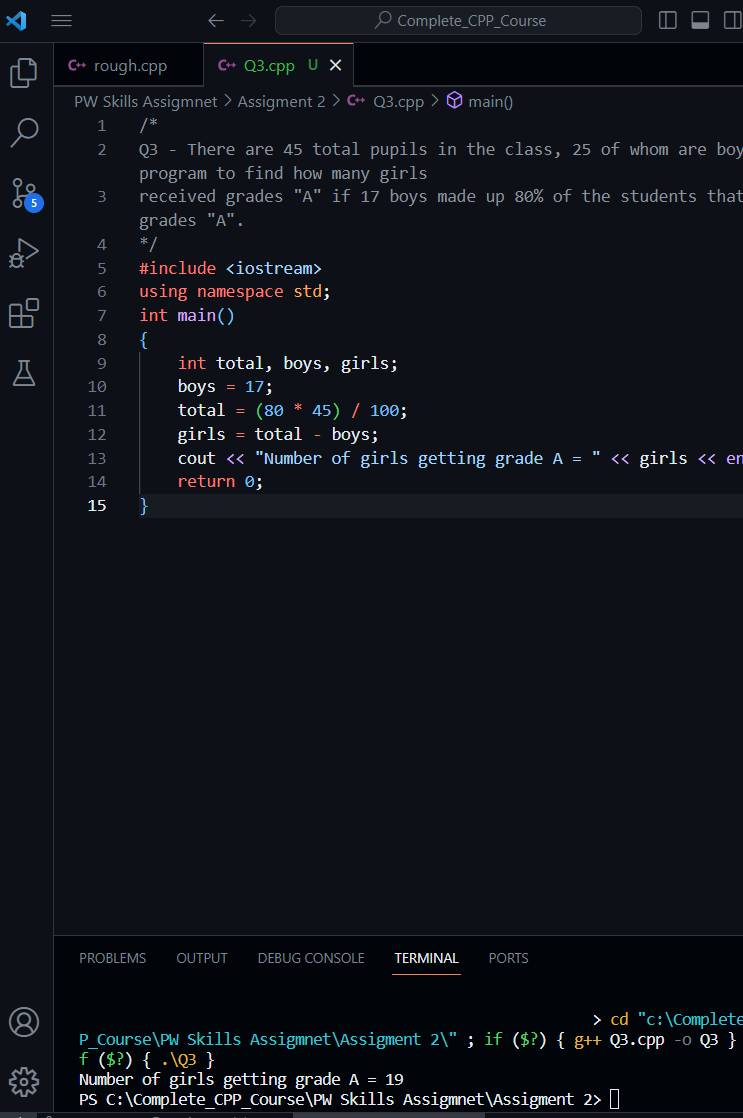 Complete_CPP_Course
C++ rough.cpp
C++ Q3.cpp U
PW Skills Assigmnet > Assigment 2 > C++ Q3.cpp > main()
1 /*
2 Q3 - There are 45 total pupils in the class, 25 of whom are boy
program to find how many girls
3 received grades "A" if 17 boys made up 80% of the students that
grades "A".
4 */
5 #include <iostream>
6 using namespace std;
7 int main()
8 {
9 int total, boys, girls;
10 boys = 17;
11 total = (80 * 45) / 100;
12 girls = total - boys;
13 cout << "Number of girls getting grade A = " << girls << en
14 return 0;
15 }
5
PROBLEMS OUTPUT DEBUG CONSOLE TERMINAL PORTS
> cd "c:\Complete
P_Course\PW Skills Assigmnet\Assigment 2\" ; if ($?) { g++ Q3.cpp -o Q3 }
f ($?) { .\Q3 }
Number of girls getting grade A = 19
PS C:\Complete_CPP_Course\PW Skills Assigmnet\Assigment 2>